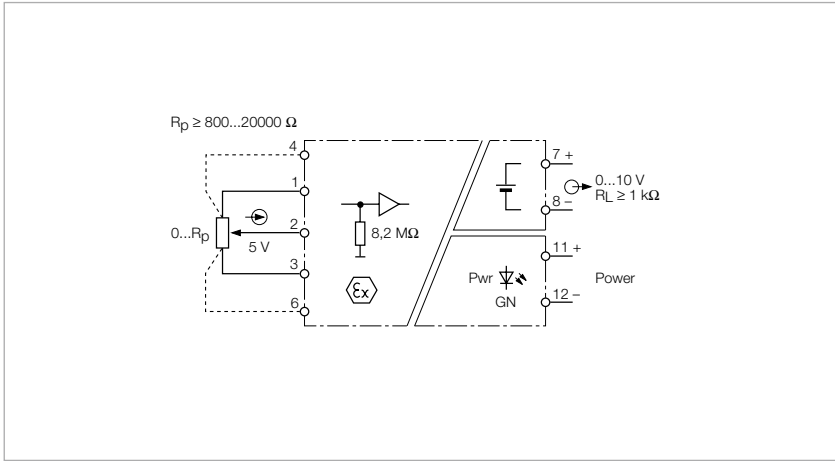 Rp ≥ 800...20000 Ω
4
1
2
3
6
0...Rp
5 V
8,2 MΩ
Ex
7 +
8 –
0...10 V
RL ≥ 1 kΩ
11 +
12 –
Pwr
GN
Power